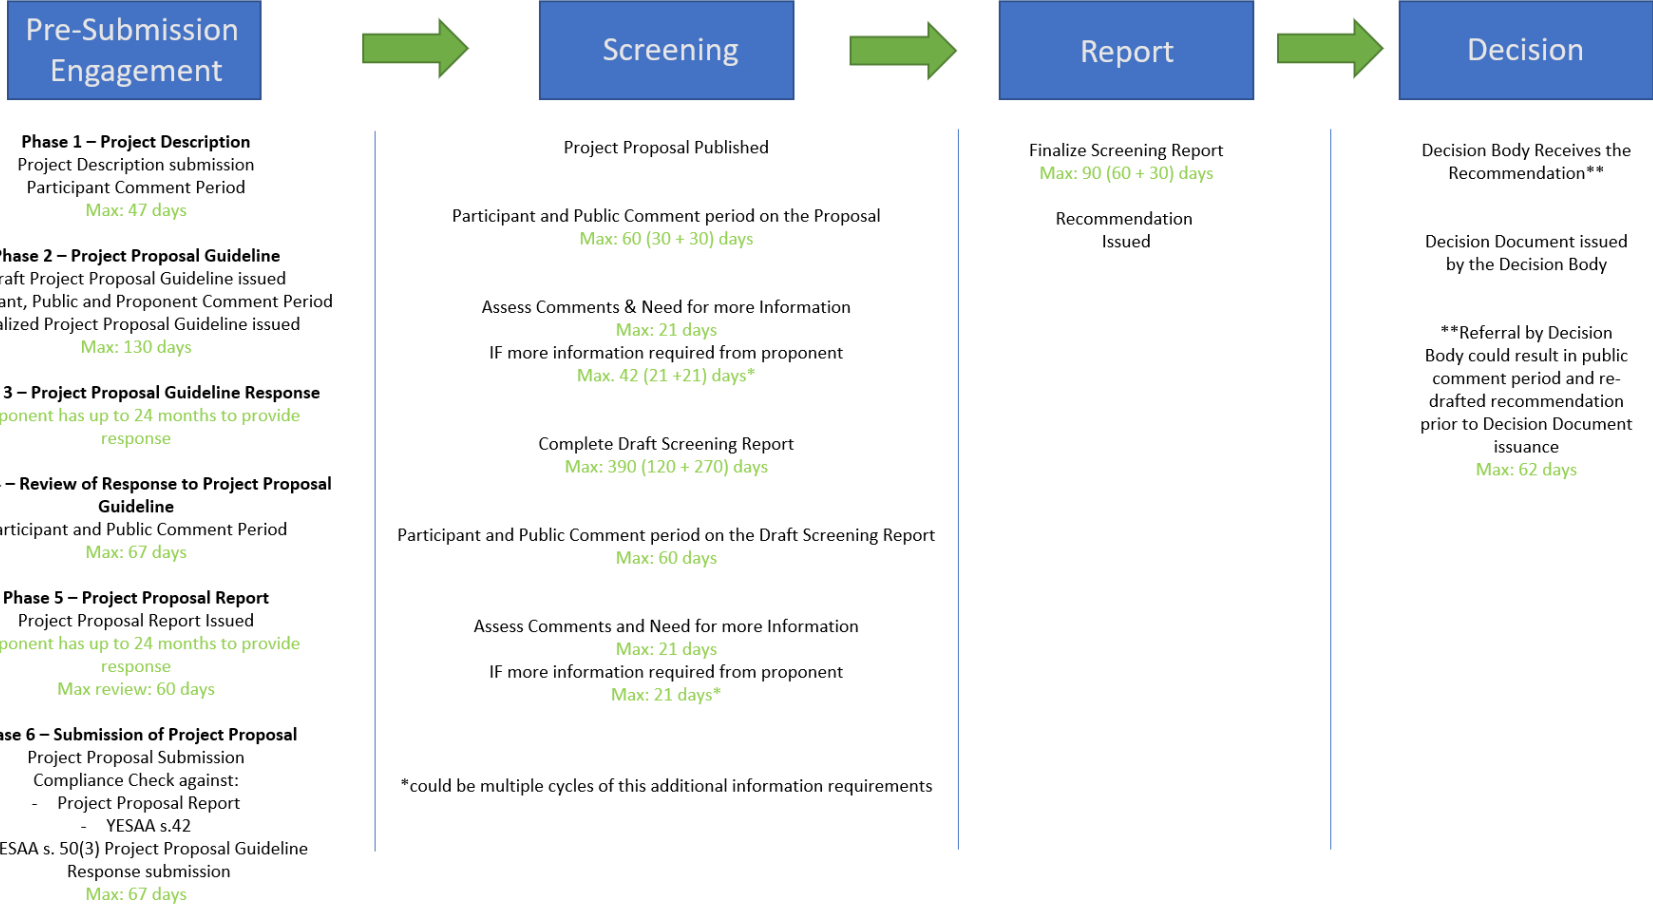 Pre-Submission
Engagement
Screening
Report
Decision
Phase 1 – Project Description
Project Description submission
Participant Comment Period
Max: 47 days
Phase 2 – Project Proposal Guideline
Project Proposal Guideline issued
Public and Proponent Comment Period
Project Proposal Guideline issued
Max: 130 days
3 – Project Proposal Guideline Response
has up to 24 months to provide
response
– Review of Response to Project Proposal
Guideline
Participant and Public Comment Period
Max: 67 days
Phase 5 – Project Proposal Report
Project Proposal Report Issued
has up to 24 months to provide
response
Max review: 60 days
6 – Submission of Project Proposal
Project Proposal Submission
Compliance Check against:
- Project Proposal Report
- YESAA s.42
s. 50(3) Project Proposal Guideline
Response submission
Max: 67 days
Project Proposal Published
Participant and Public Comment period on the Proposal
Max: 60 (30 + 30) days
Assess Comments & Need for more Information
Max: 21 days
IF more information required from proponent
Max. 42 (21 +21) days*
Complete Draft Screening Report
Max: 390 (120 + 270) days
Participant and Public Comment period on the Draft Screening Report
Max: 60 days
Assess Comments and Need for more Information
Max: 21 days
IF more information required from proponent
Max: 21 days*
*could be multiple cycles of this additional information requirements
Finalize Screening Report
Max: 90 (60 + 30) days
Recommendation
Issued
Decision Body Receives the
Recommendation**
Decision Document issued
by the Decision Body
**Referral by Decision
Body could result in public
comment period and re-
drafted recommendation
prior to Decision Document
issuance
Max: 62 days